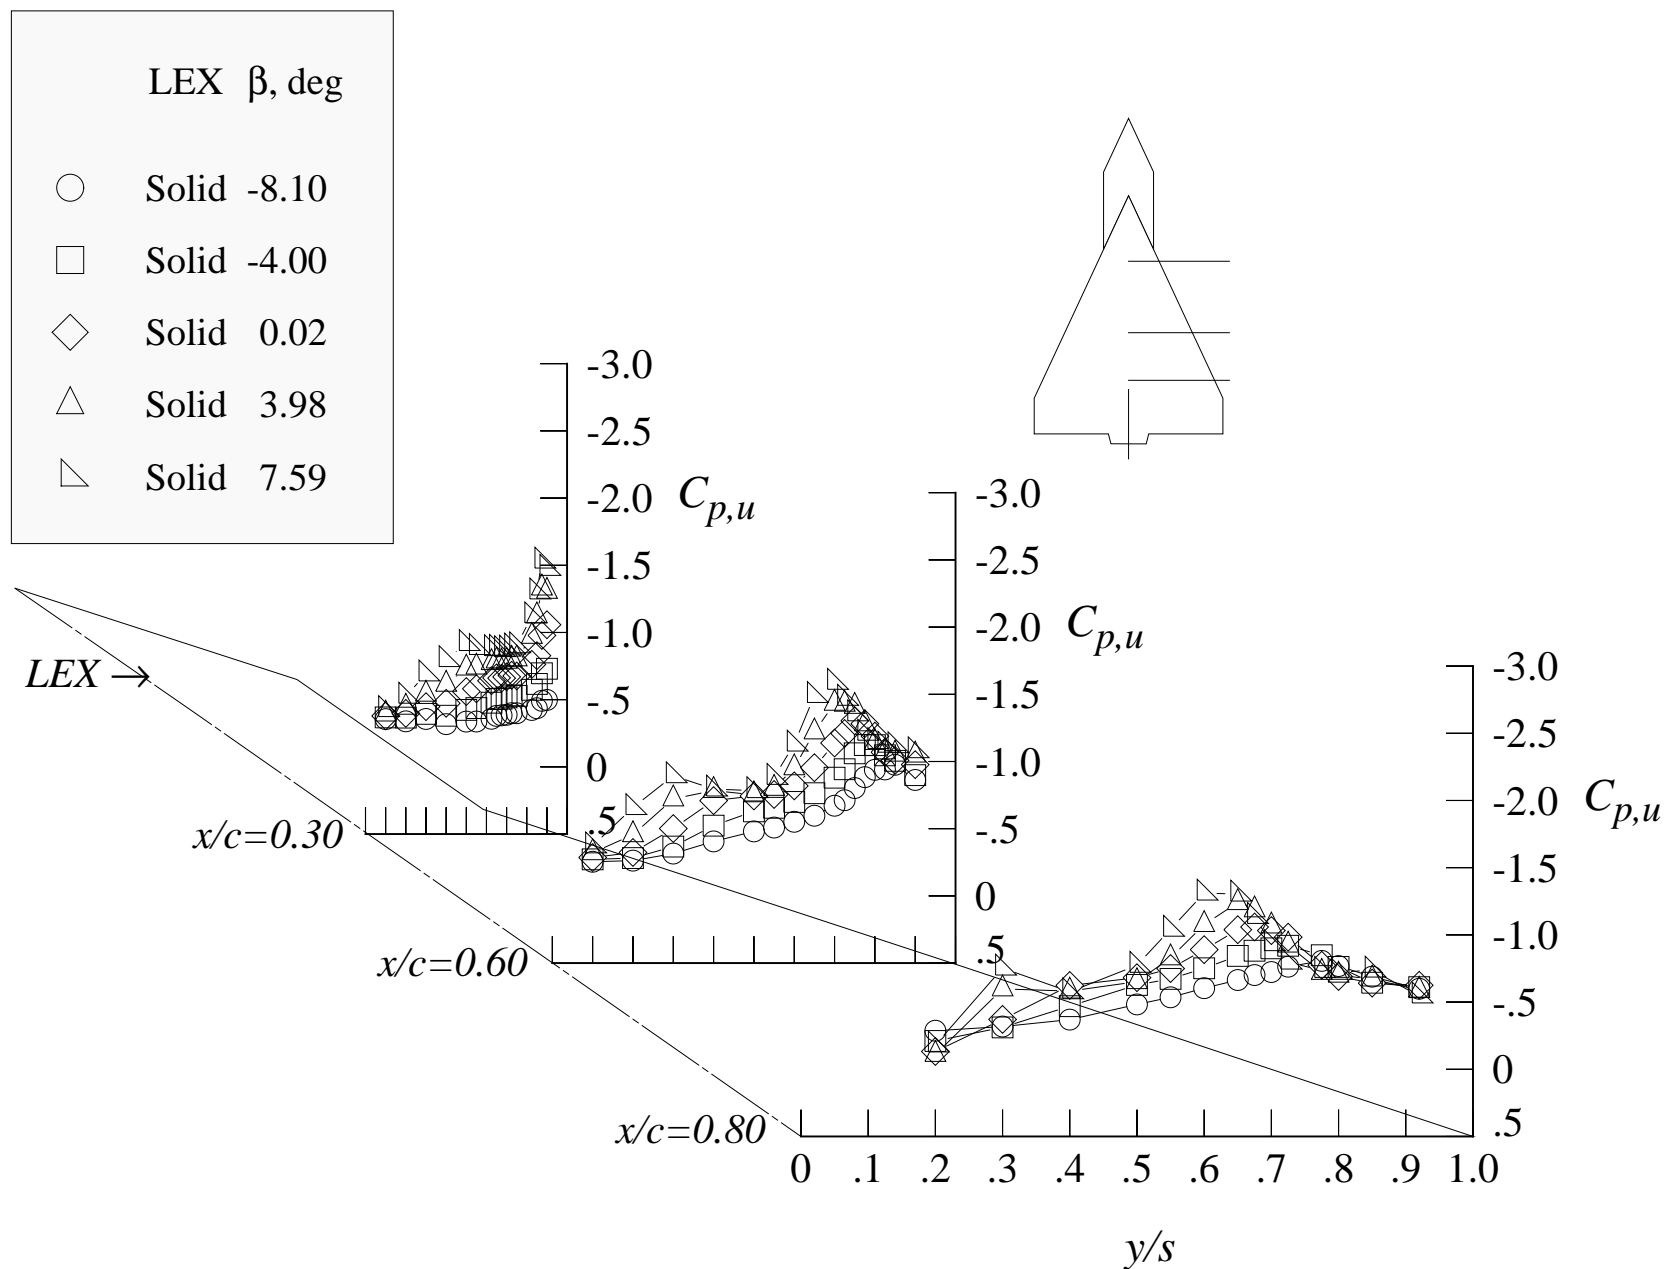 LEX β, deg
Solid -8.10
Solid -4.00
Solid 0.02
Solid 3.98
Solid 7.59
-3.0
-2.5
-2.0
-1.5
-1.0
-.5
0
.5
Cp,u
LEX →
x/c=0.30
-3.0
-2.5
-2.0
-1.5
-1.0
-.5
0
.5
Cp,u
x/c=0.60
-3.0
-2.5
-2.0
-1.5
-1.0
-.5
0
.5
Cp,u
x/c=0.80
0 .1 .2 .3 .4 .5 .6 .7 .8 .9 1.0
y/s